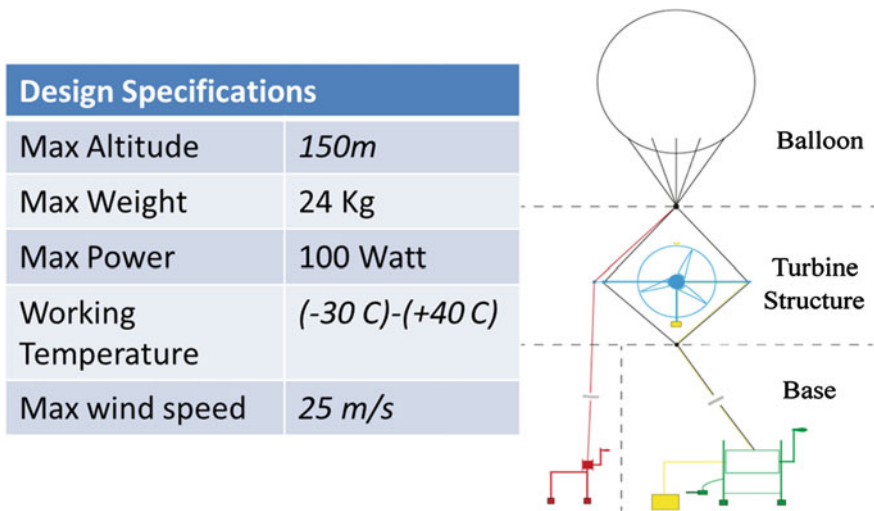 Design Specifications
Max Altitude 150m
Max Weight 24 Kg
Max Power 100 Watt
Working Temperature (-30 C)-(+40 C)
Max wind speed 25 m/s
Balloon
Turbine
Structure
Base